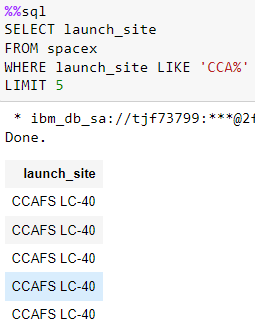 %%sql
SELECT launch_site
FROM spacex
WHERE launch_site LIKE 'CCA%'
LIMIT 5
* ibm_db_sa://tjf73799:***@2
Done.
launch_site
CCAFS LC-40
CCAFS LC-40
CCAFS LC-40
CCAFS LC-40
CCAFS LC-40